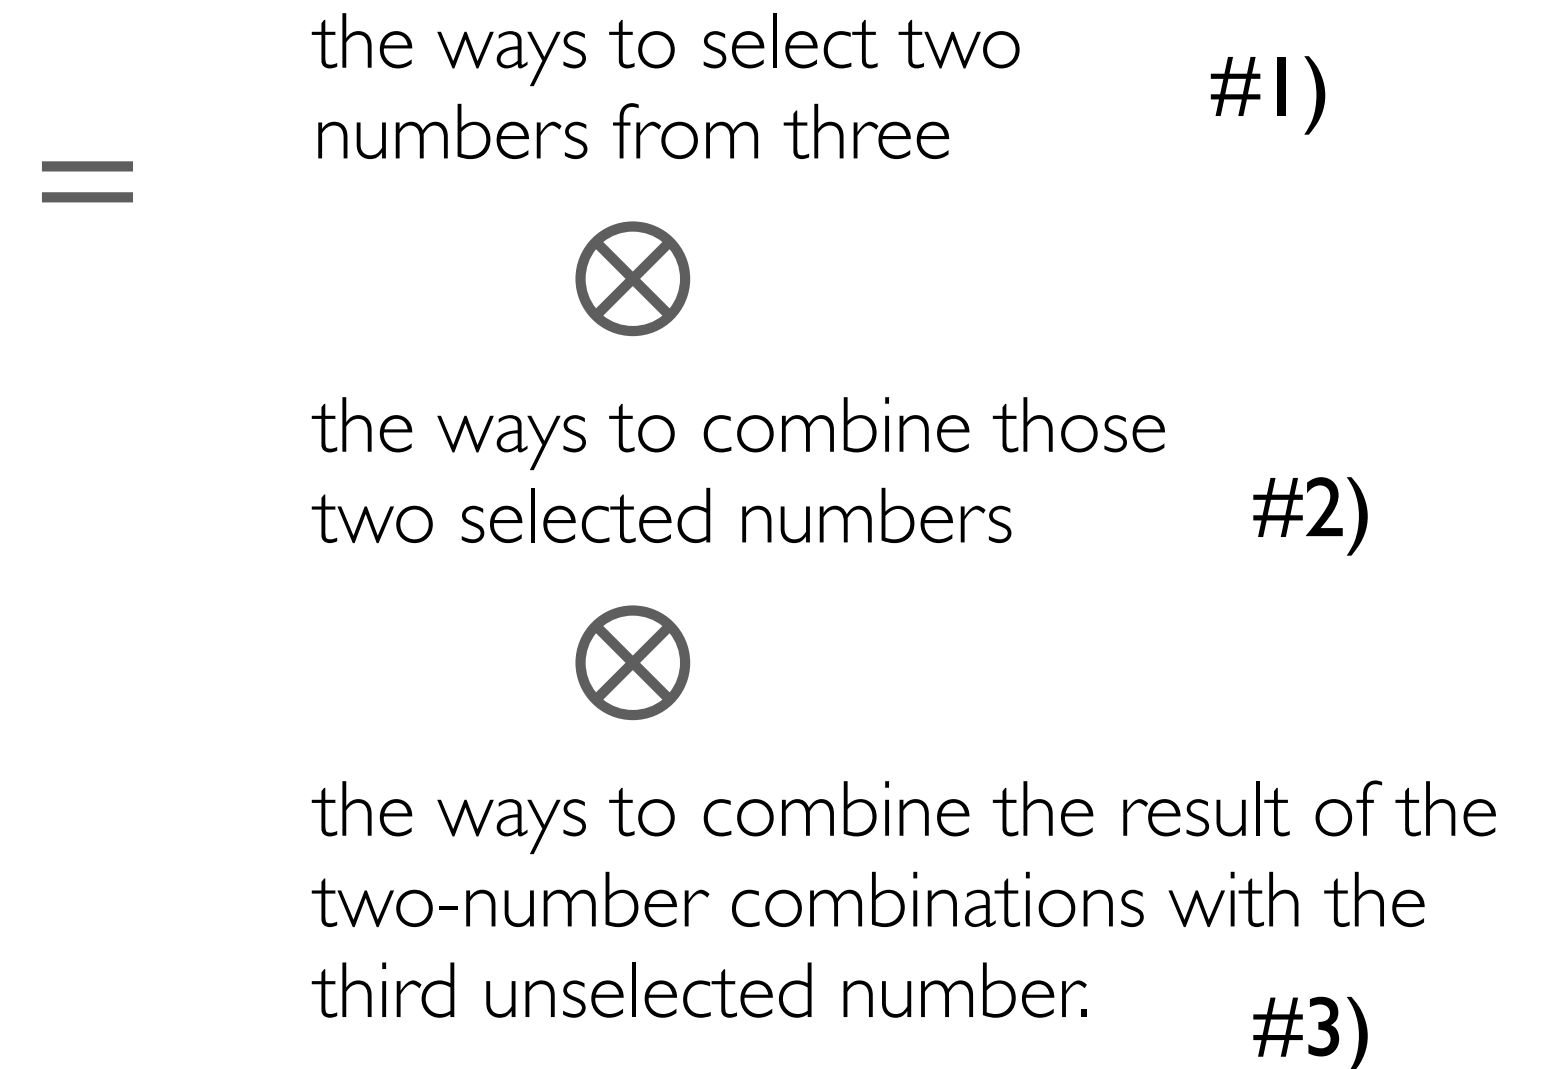 the ways to select two
numbers from three
#1)
=
⊗
the ways to combine those
two selected numbers
#2)
⊗
the ways to combine the result of the
two-number combinations with the
third unselected number.
#3)